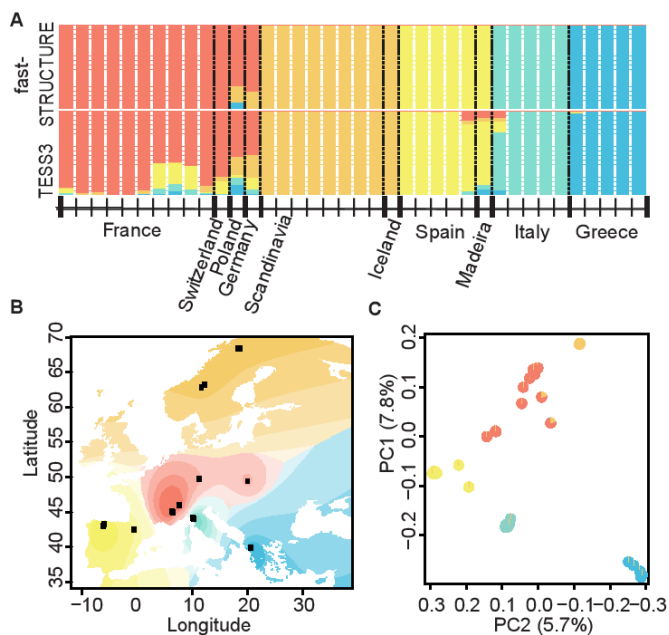 A
fast-
STRUCTURE
TESS3
France
Switzerland
Poland
Germany
Scandinavia
Iceland
Spain
Madeira
Italy
Greece
B
70
65
60
55
50
45
40
35
Latitude
−10 0 10 20 30
Longitude
C
0.2
0.1
0.0
−0.1
−0.2
PC1 (7.8%)
0.3 0.2 0.1 0.0 −0.1 −0.2 −0.3
PC2 (5.7%)